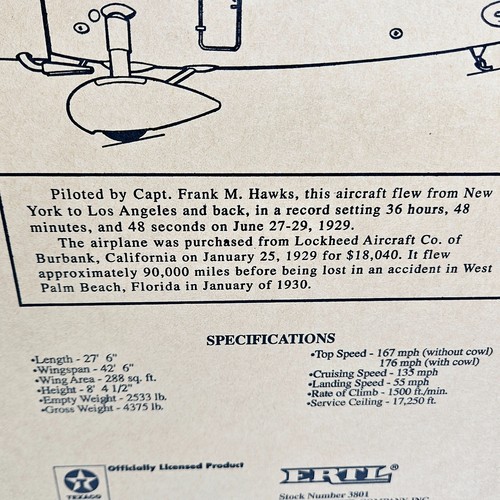 Piloted by Capt. Frank M. Hawks, this aircraft flew from New
York to Los Angeles and back, in a record setting 36 hours, 48
minutes, and 48 seconds on June 27-29, 1929.
The airplane was purchased from Lockheed Aircraft Co. of
Burbank, California on January 25, 1929 for $18,040. It flew
approximately 90,000 miles before being lost in an accident in West
Palm Beach, Florida in January of 1930.
SPECIFICATIONS
•Length - 27' 6"
•Wingspan - 42' 6"
•Wing Area - 288 sq. ft.
•Height - 8' 4 1/2"
•Empty Weight - 2533 lb.
•Gross Weight - 4375 lb.
•Top Speed - 167 mph (without cowl)
176 mph (with cowl)
•Cruising Speed - 135 mph
•Landing Speed - 55 mph
•Rate of Climb - 1500 ft./min.
•Service Ceiling - 17,250 ft.
T
TEXACO
Officially Licensed Product
ERTL®
Stock Number 3801